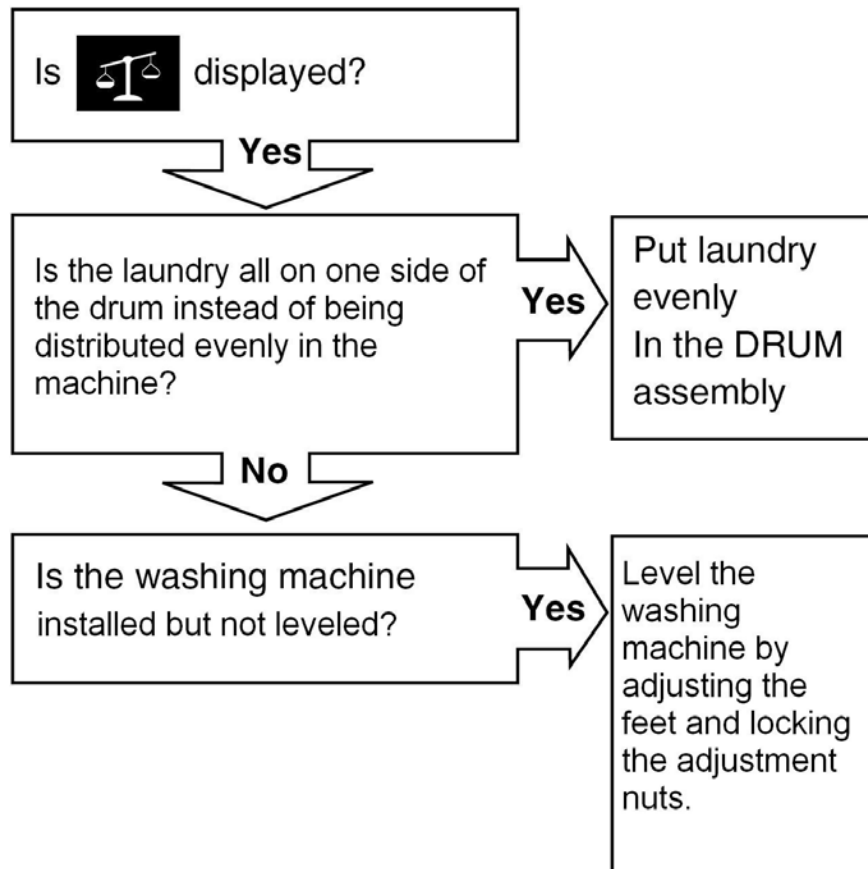 Is displayed?
Yes
Is the laundry all on one side of
the drum instead of being
distributed evenly in the
machine?
Yes
Put laundry
evenly
In the DRUM
assembly
No
Is the washing machine
installed but not leveled?
Yes
Level the
washing
machine by
adjusting the
feet and locking
the adjustment
nuts.